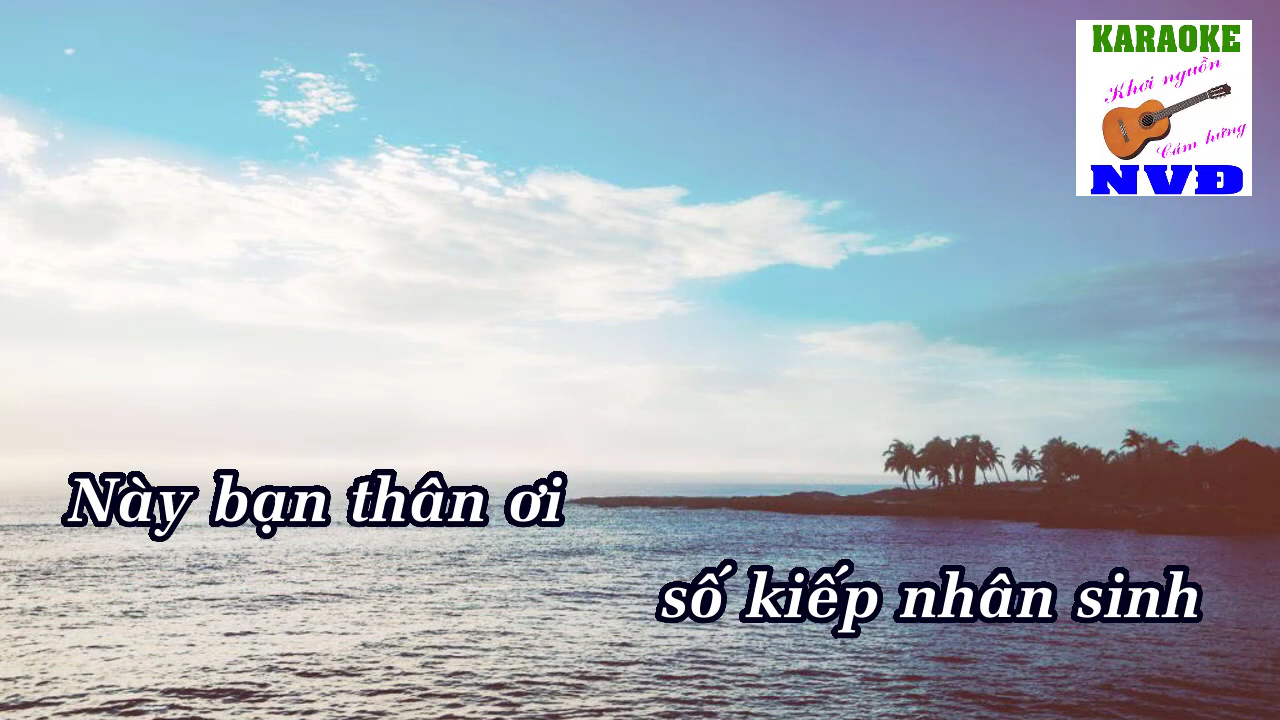 KARAOKE
Khơi nguồn
Cảm hứng
NVĐ
Này bạn thân ơi
số kiếp nhân sinh